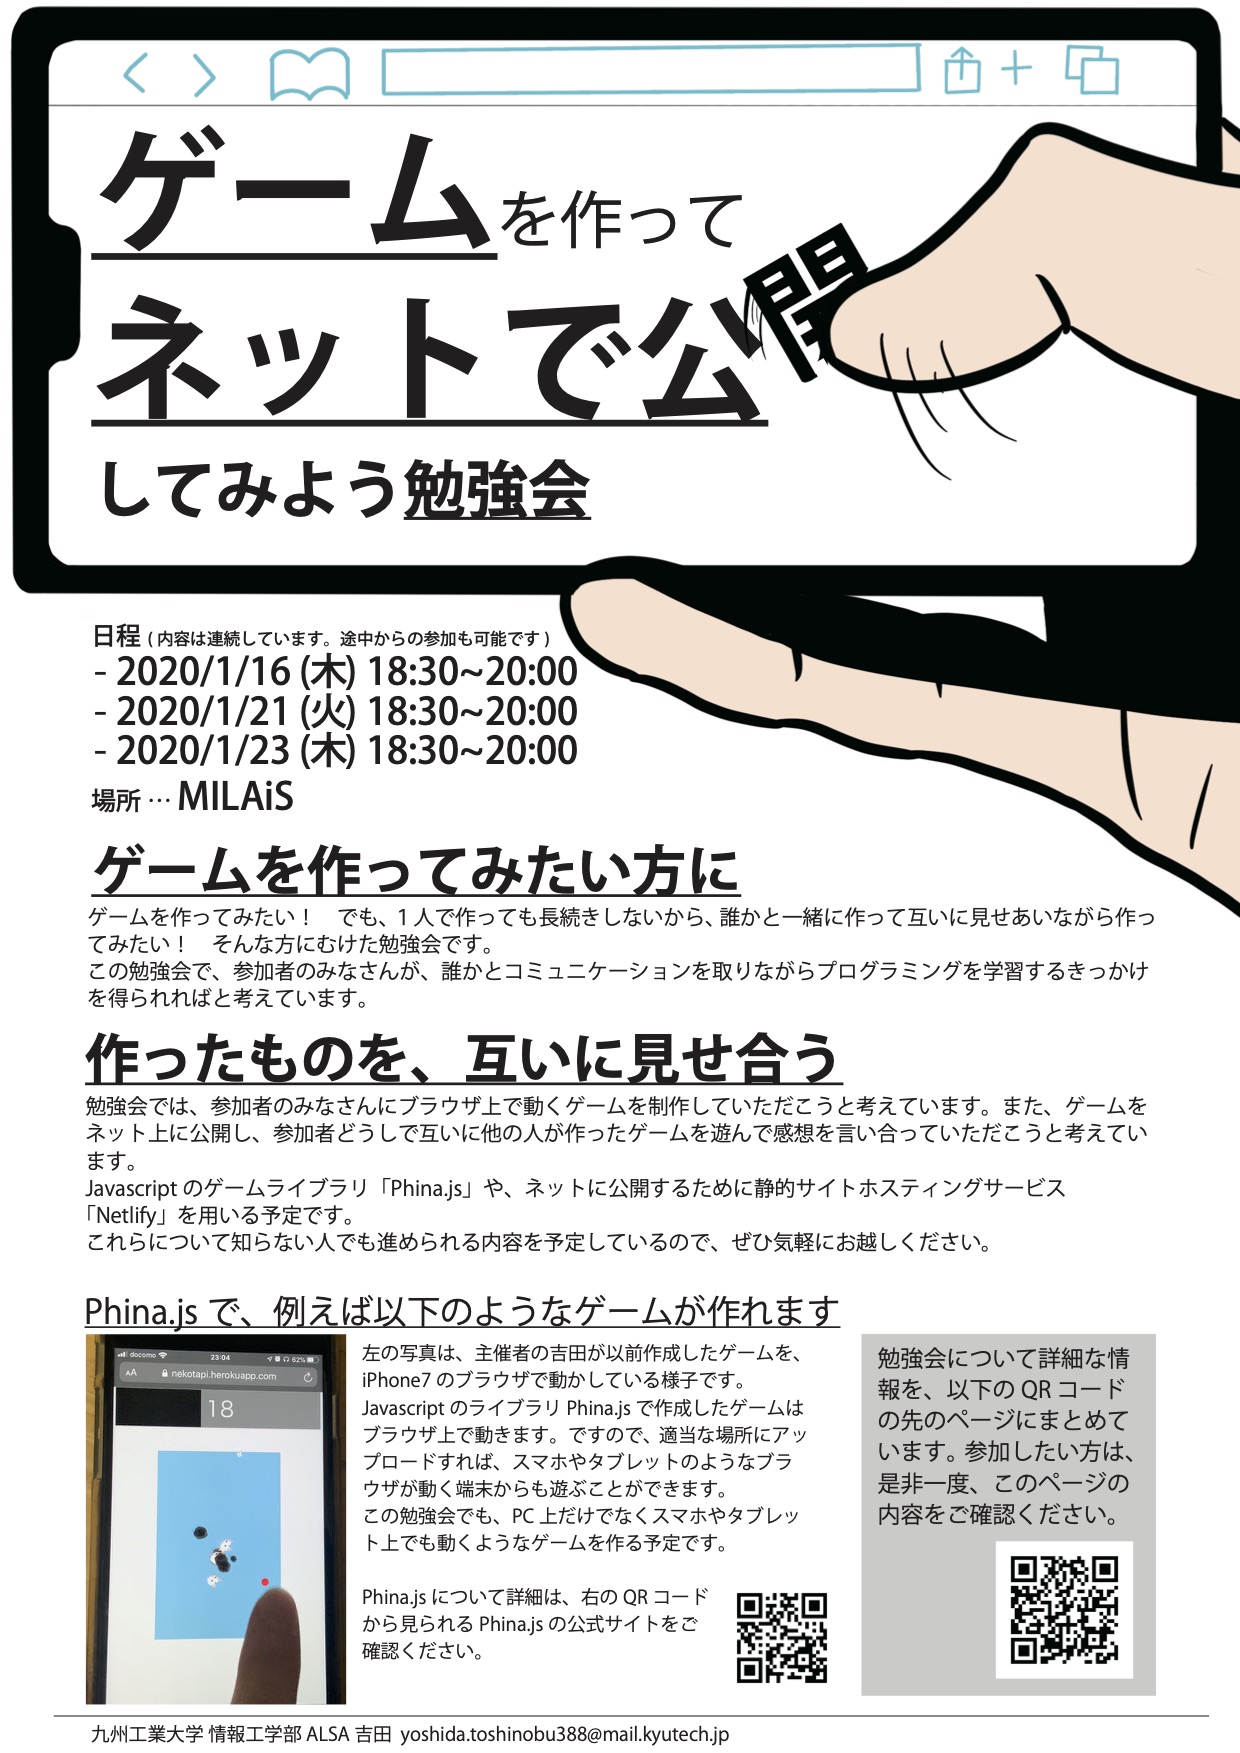 ゲームを作って
ネットで公開
してみよう勉強会
日程 ( 内容は連続しています。途中からの参加も可能です )
- 2020/1/16 (木) 18:30~20:00
- 2020/1/21 (火) 18:30~20:00
- 2020/1/23 (木) 18:30~20:00
場所 … MILAiS
ゲームを作ってみたい方に
ゲームを作ってみたい！　でも、1 人で作っても長続きしないから、誰かと一緒に作って互いに見せあいながら作っ
てみたい！　そんな方にむけた勉強会です。
この勉強会で、参加者のみなさんが、誰かとコミュニケーションを取りながらプログラミングを学習するきっかけ
を得られればと考えています。
作ったものを、互いに見せ合う
勉強会では、参加者のみなさんにブラウザ上で動くゲームを制作していただこうと考えています。また、ゲームを
ネット上に公開し、参加者どうしで互いに他の人が作ったゲームを遊んで感想を言い合っていただこうと考えてい
ます。
Javascript のゲームライブラリ「Phina.js」や、ネットに公開するために静的サイトホスティングサービス
「Netlify」を用いる予定です。
これらについて知らない人でも進められる内容を予定しているので、ぜひ気軽にお越しください。
Phina.js で、例えば以下のようなゲームが作れます
docomo 23:04 62%
AA nekotapi.herokuapp.com
18
左の写真は、主催者の吉田が以前作成したゲームを、
iPhone7 のブラウザで動かしている様子です。
Javascript のライブラリ Phina.js で作成したゲームは
ブラウザ上で動きます。ですので、適当な場所にアッ
プロードすれば、スマホやタブレットのようなブラ
ウザが動く端末からも遊ぶことができます。
この勉強会でも、PC 上だけでなくスマホやタブレッ
ト上でも動くようなゲームを作る予定です。
Phina.js について詳細は、右の QR コード
から見られる Phina.js の公式サイトをご
確認ください。
勉強会について詳細な情
報を、以下の QR コード
の先のページにまとめて
います。参加したい方は、
是非一度、このページの
内容をご確認ください。
九州工業大学 情報工学部 ALSA 吉田 yoshida.toshinobu388@mail.kyutech.jp